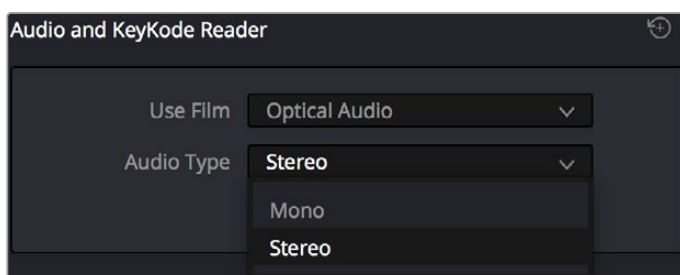 Audio and KeyKode Reader
Use Film Optical Audio
Audio Type Stereo
Mono
Stereo